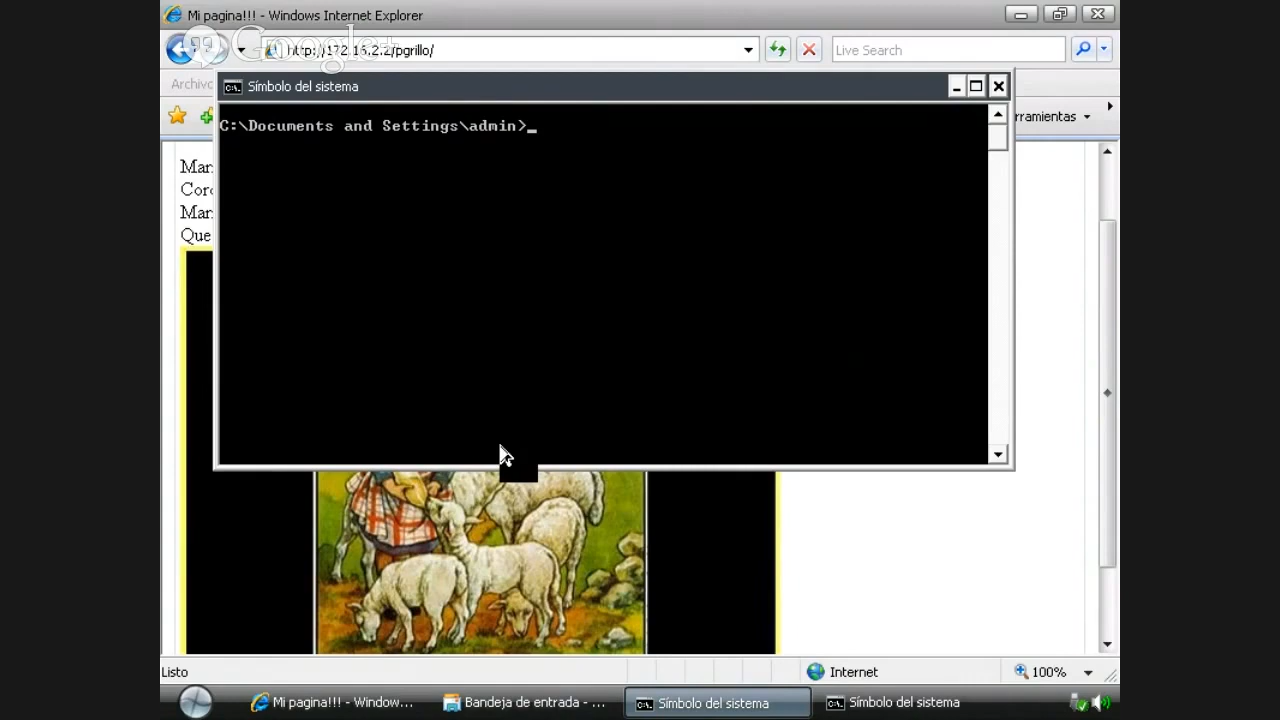 Mi pagina!!! - Windows Internet Explorer
Google+
http://172.16.2.2/pgrillo/
Live Search
Archivo
Símbolo del sistema
C:\.
rramientas
C:\Documents and Settings\admin>_
Mar
Cord
Mar
Que
Listo
Internet
100%
Mi pagina!!! - Window...
Bandeja de entrada - ...
Símbolo del sistema
Símbolo del sistema